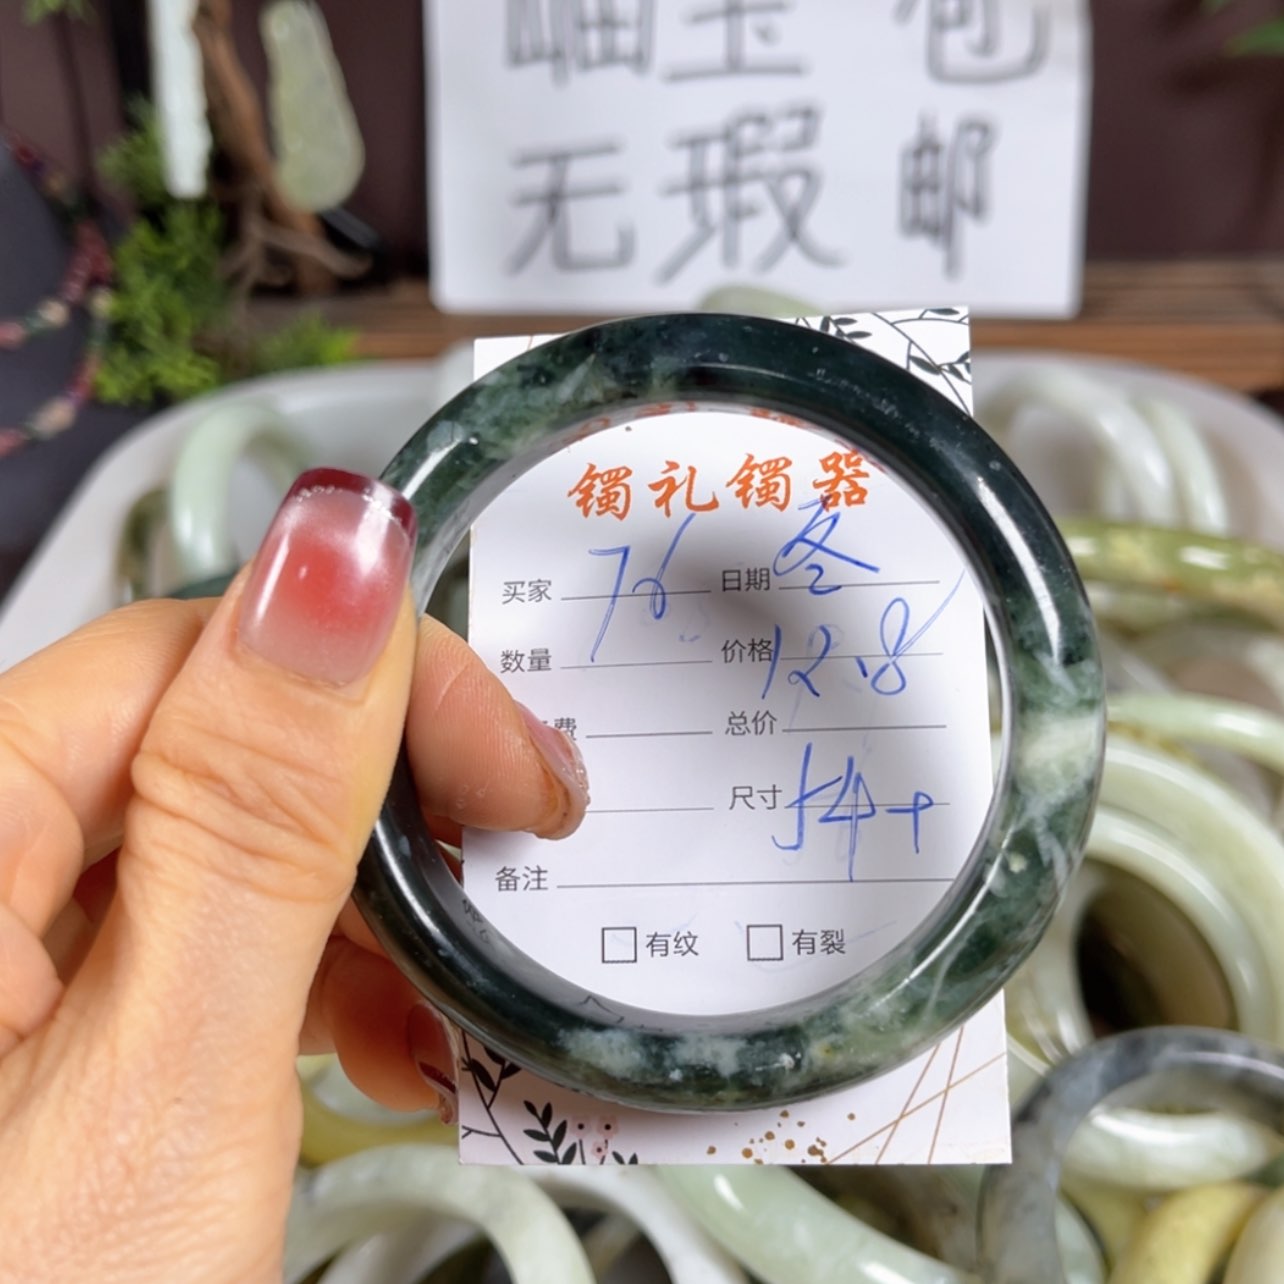 岫玉 包
无瑕 邮
镯礼镯器
买家 76 日期 冬
数量 价格 12.8
费 总价
尺寸 54+
备注
□有纹 □有裂